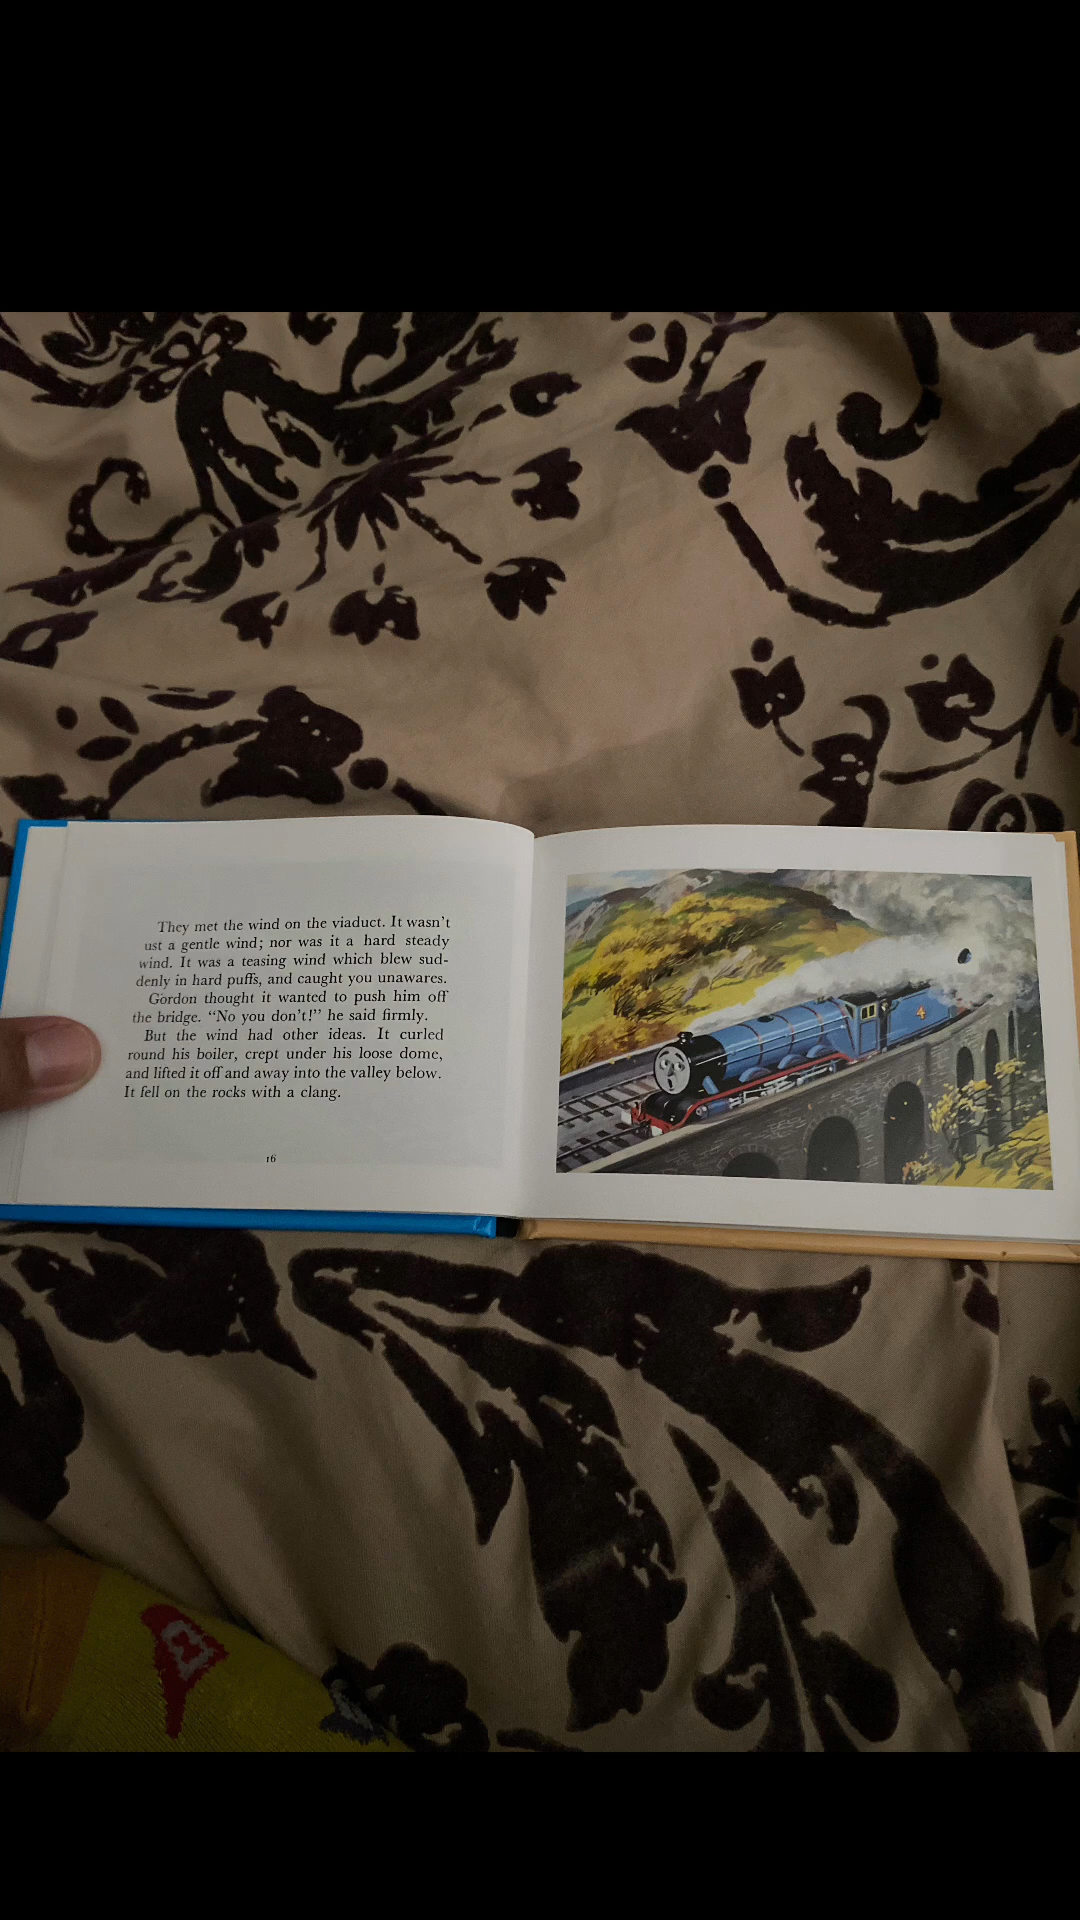 They met the wind on the viaduct. It wasn't
ust a gentle wind; nor was it a hard steady
wind. It was a teasing wind which blew sud-
denly in hard puffs, and caught you unawares.
Gordon thought it wanted to push him off
the bridge. "No you don't!" he said firmly.
But the wind had other ideas. It curled
round his boiler, crept under his loose dome,
and lifted it off and away into the valley below.
It fell on the rocks with a clang.
16
4